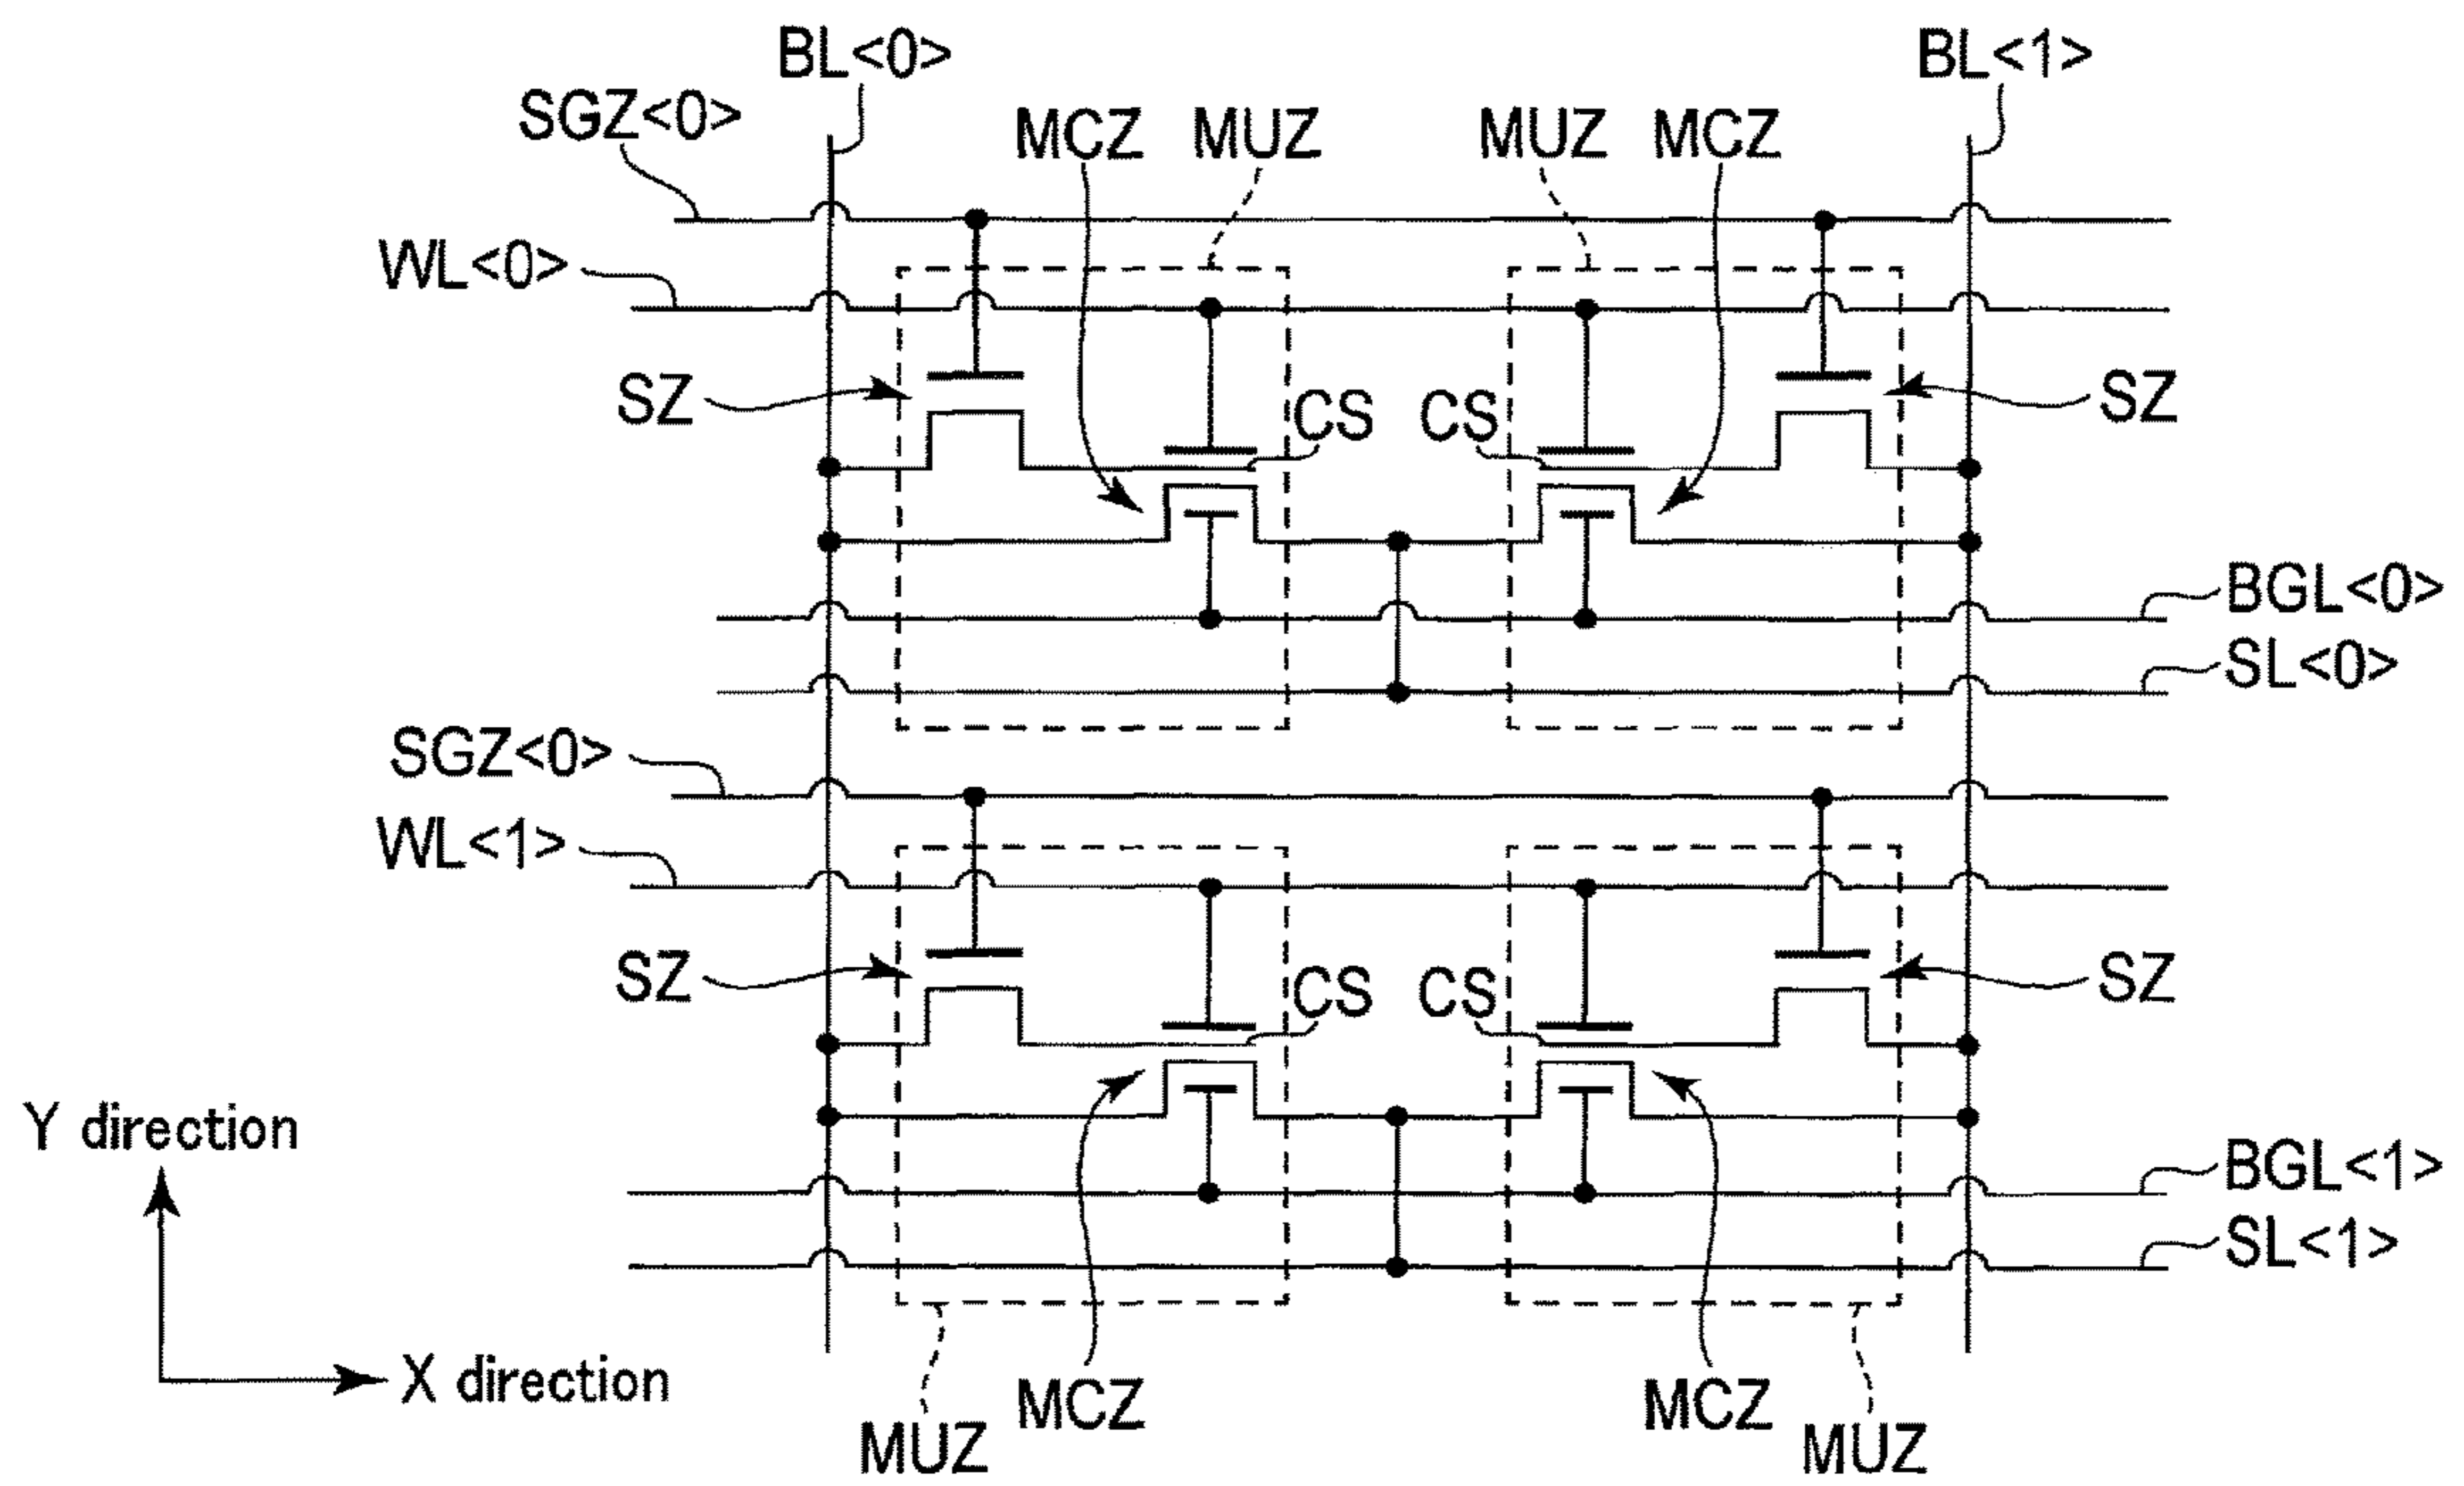 BL<0>
BL<1>
SGZ<0>
MCZ
MUZ
MUZ
MCZ
WL<0>
SZ
CS
CS
SZ
BGL<0>
SL<0>
SGZ<0>
WL<1>
SZ
CS
CS
SZ
Y direction
BGL<1>
SL<1>
X direction
MCZ
MCZ
MUZ
MUZ